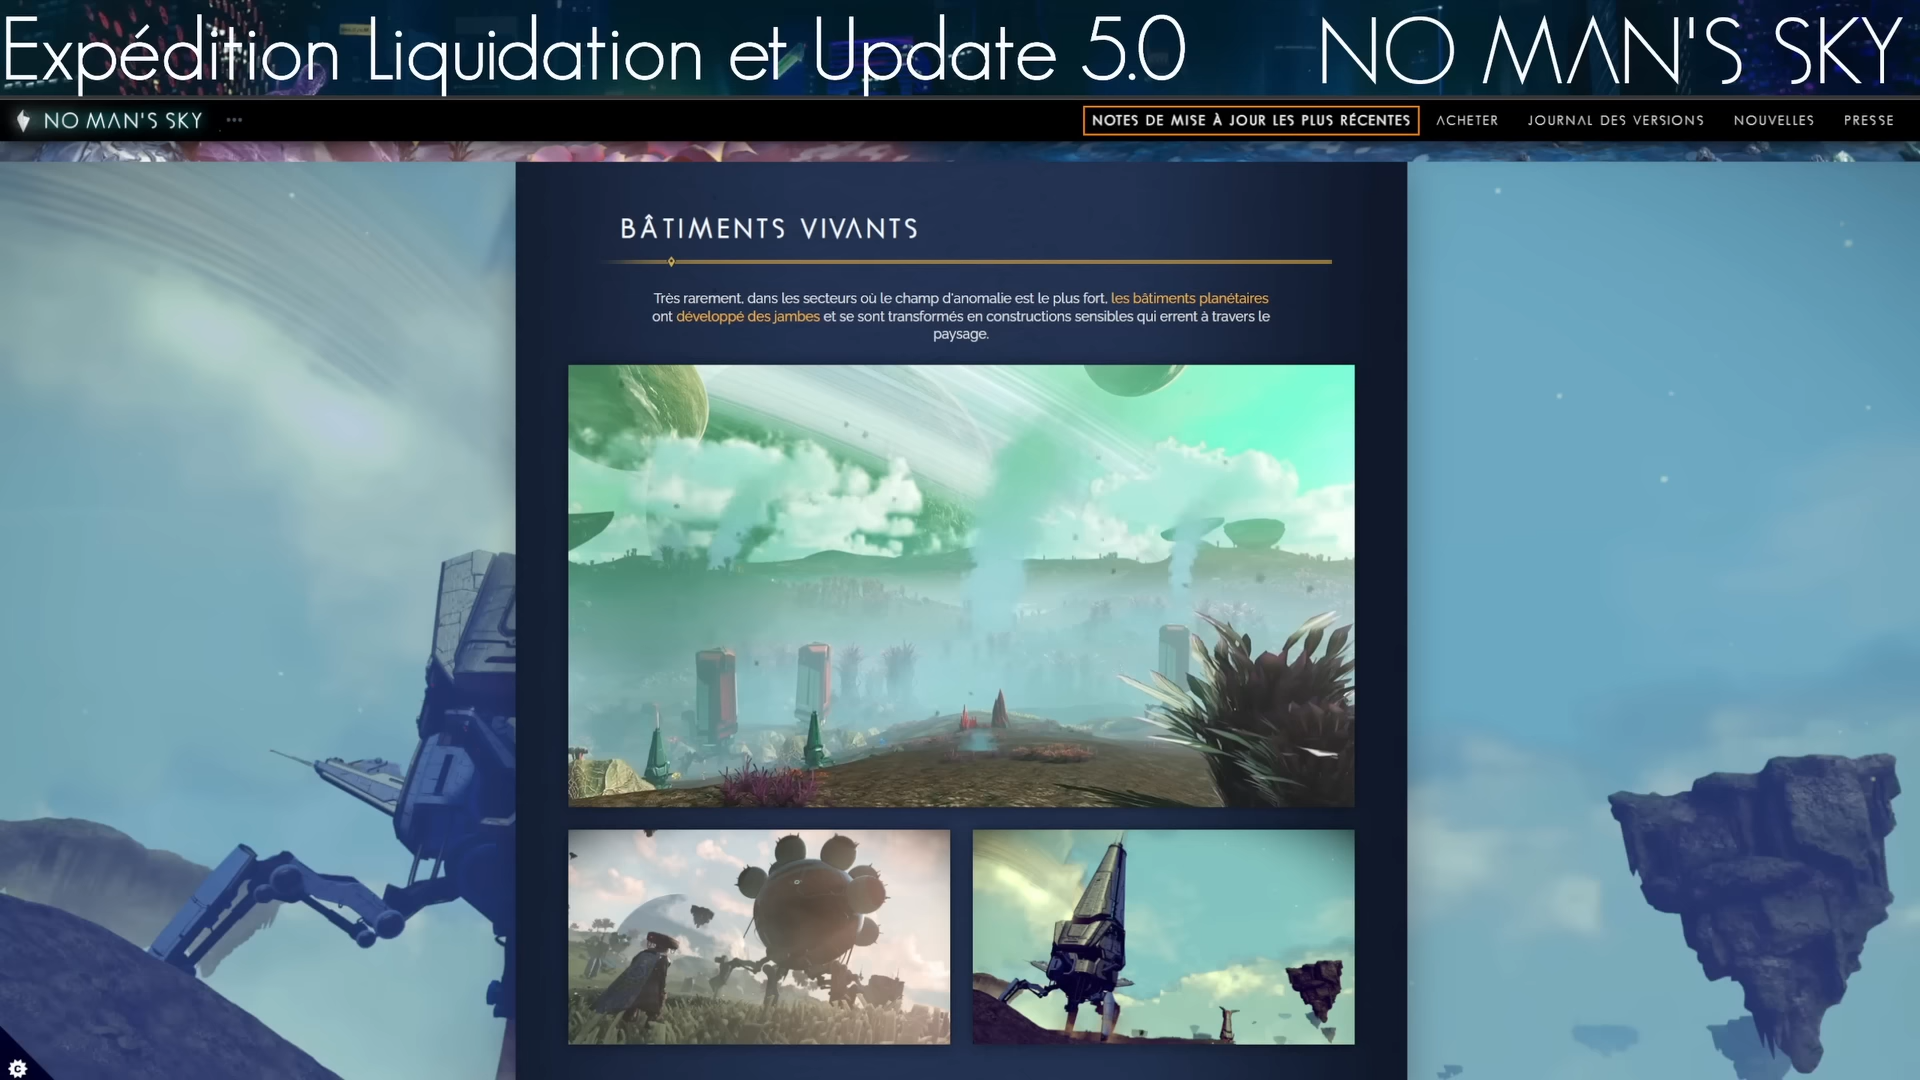 Expédition Liquidation et Update 5.0
NO MAN'S SKY
NO MAN'S SKY
NOTES DE MISE À JOUR LES PLUS RÉCENTES
ACHETER
JOURNAL DES VERSIONS
NOUVELLES
PRESSE
BÂTIMENTS VIVANTS
Très rarement, dans les secteurs où le champ d'anomalie est le plus fort, les bâtiments planétaires
ont développé des jambes et se sont transformés en constructions sensibles qui errent à travers le
paysage.